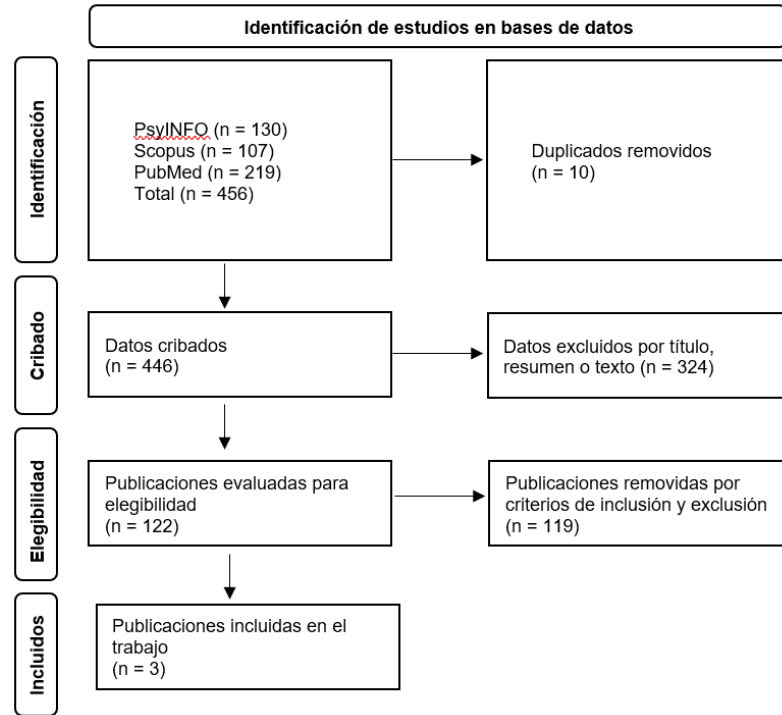 Identificación de estudios en bases de datos
Identificación
PsyINFO (n = 130)
Scopus (n = 107)
PubMed (n = 219)
Total (n = 456)
Duplicados removidos
(n = 10)
Cribado
Datos cribados
(n = 446)
Datos excluidos por título,
resumen o texto (n = 324)
Elegibilidad
Publicaciones evaluadas para
elegibilidad
(n = 122)
Publicaciones removidas por
criterios de inclusión y exclusión
(n = 119)
Incluidos
Publicaciones incluidas en el
trabajo
(n = 3)